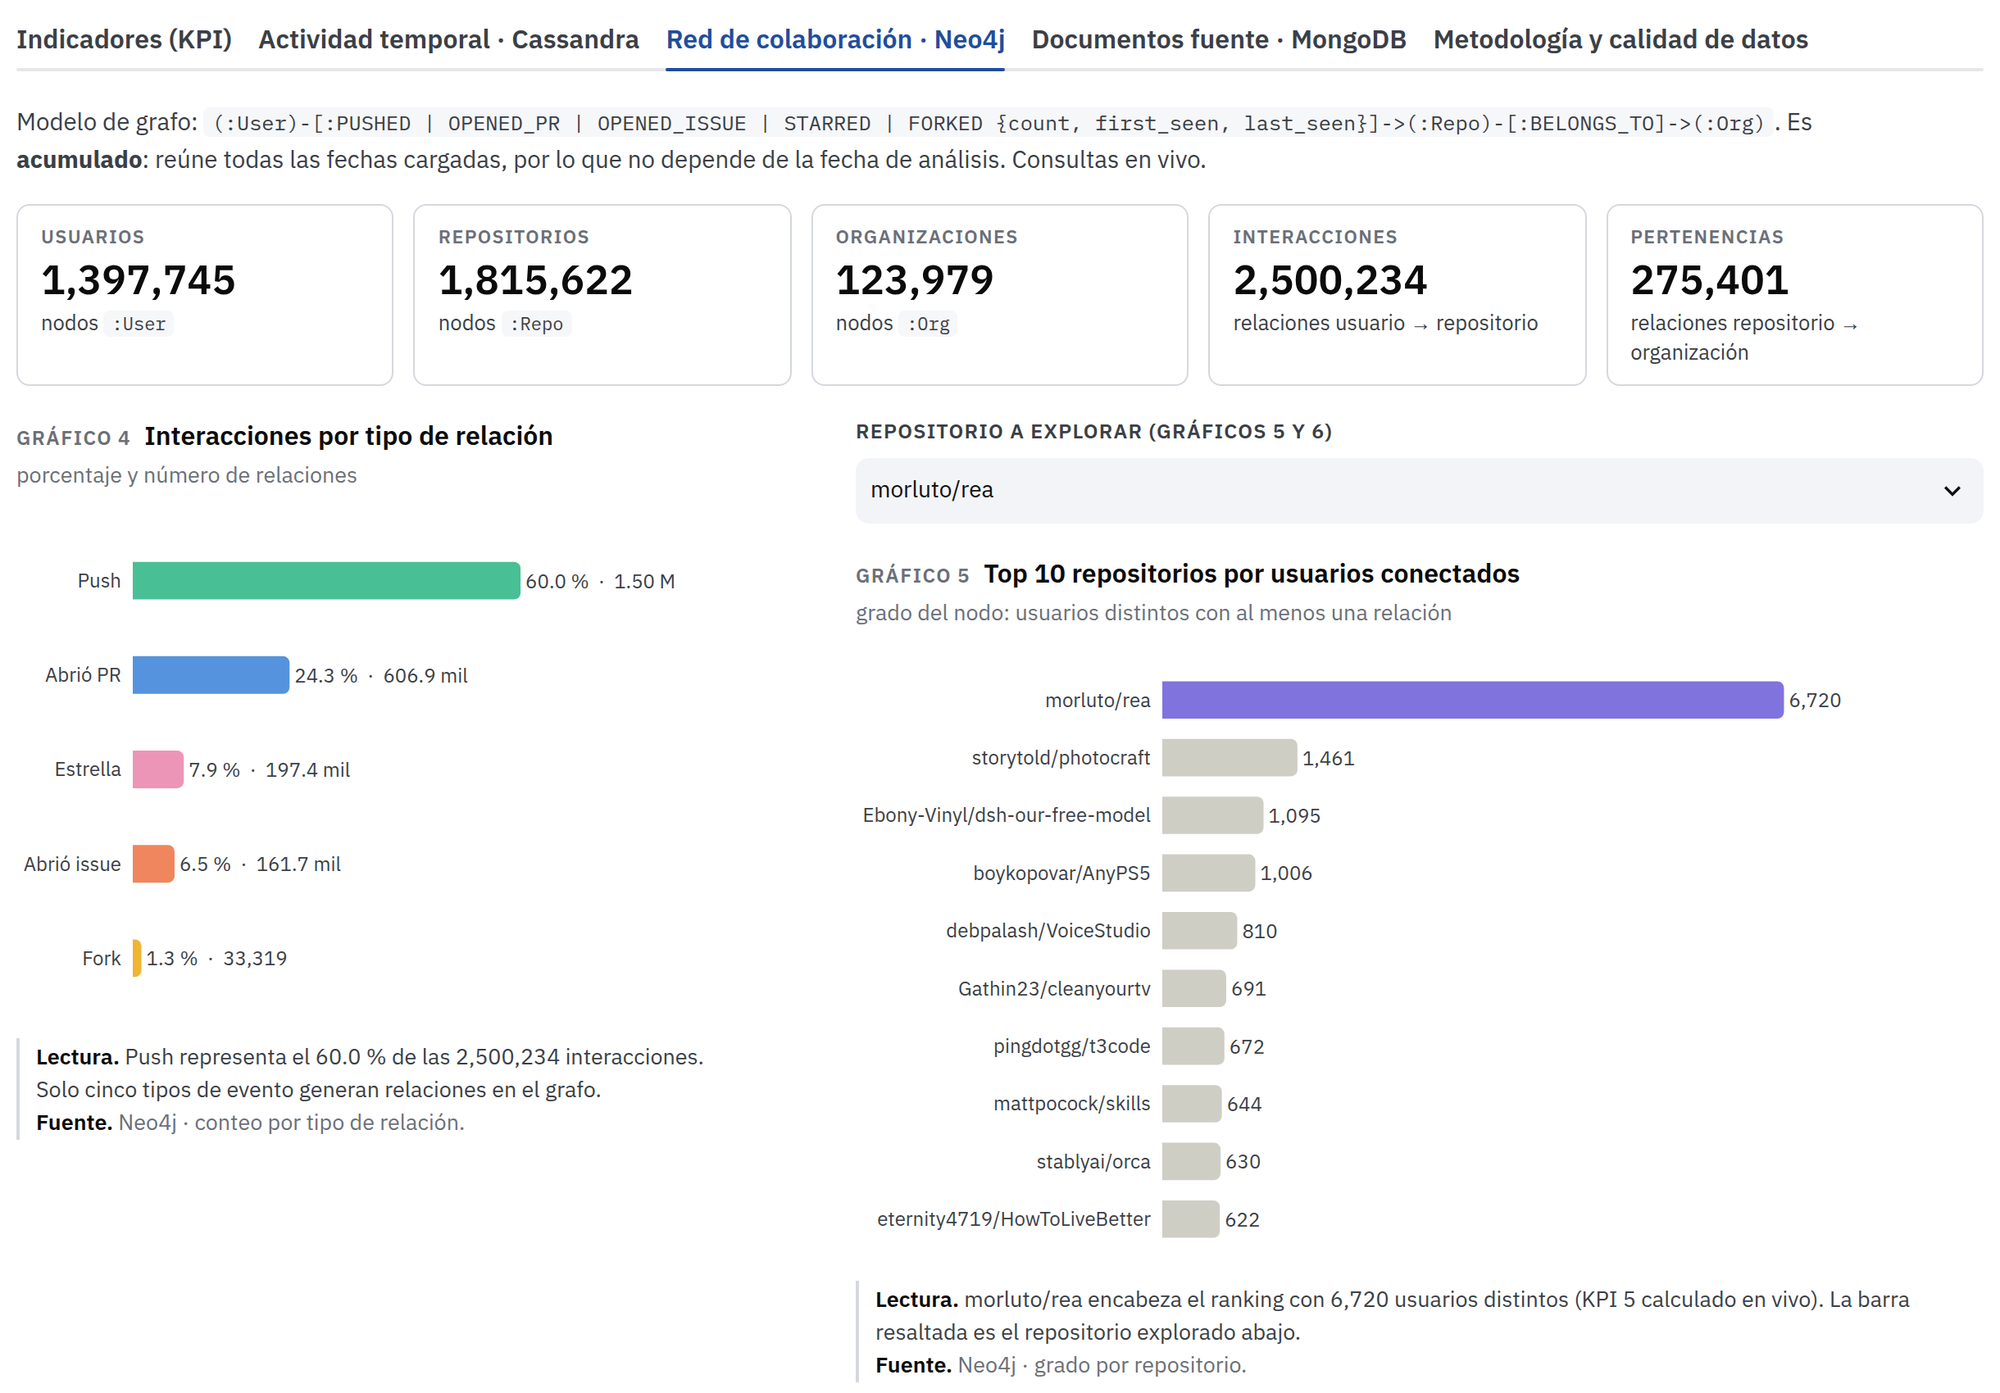 Indicadores (KPI)
Actividad temporal · Cassandra
Red de colaboración · Neo4j
Documentos fuente · MongoDB
Metodología y calidad de datos
Modelo de grafo: (:User)-[:PUSHED | OPENED_PR | OPENED_ISSUE | STARRED | FORKED {count, first_seen, last_seen}]->(:Repo)-[:BELONGS_TO]->(:Org). Es
acumulado: reúne todas las fechas cargadas, por lo que no depende de la fecha de análisis. Consultas en vivo.
USUARIOS
1,397,745
nodos :User
REPOSITORIOS
1,815,622
nodos :Repo
ORGANIZACIONES
123,979
nodos :Org
INTERACCIONES
2,500,234
relaciones usuario → repositorio
PERTENENCIAS
275,401
relaciones repositorio →
organización
GRÁFICO 4 Interacciones por tipo de relación
porcentaje y número de relaciones
Push 60.0 % · 1.50 M
Abrió PR 24.3 % · 606.9 mil
Estrella 7.9 % · 197.4 mil
Abrió issue 6.5 % · 161.7 mil
Fork 1.3 % · 33,319
Lectura. Push representa el 60.0 % de las 2,500,234 interacciones.
Solo cinco tipos de evento generan relaciones en el grafo.
Fuente. Neo4j · conteo por tipo de relación.
REPOSITORIO A EXPLORAR (GRÁFICOS 5 Y 6)
morluto/rea
GRÁFICO 5 Top 10 repositorios por usuarios conectados
grado del nodo: usuarios distintos con al menos una relación
morluto/rea 6,720
storytold/photocraft 1,461
Ebony-Vinyl/dsh-our-free-model 1,095
boykopovar/AnyPS5 1,006
debpalash/VoiceStudio 810
Gathin23/cleanyourtv 691
pingdotgg/t3code 672
mattpocock/skills 644
stablyai/orca 630
eternity4719/HowToLiveBetter 622
Lectura. morluto/rea encabeza el ranking con 6,720 usuarios distintos (KPI 5 calculado en vivo). La barra
resaltada es el repositorio explorado abajo.
Fuente. Neo4j · grado por repositorio.